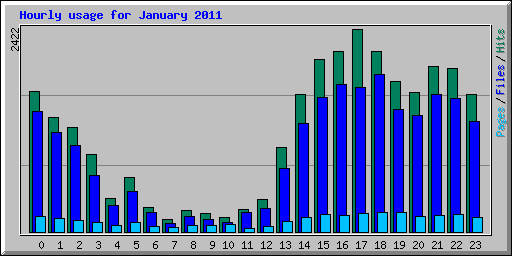 Hourly usage for January 2011
2422
Pages/Files/Hits
0 1 2 3 4 5 6 7 8 9 10 11 12 13 14 15 16 17 18 19 20 21 22 23